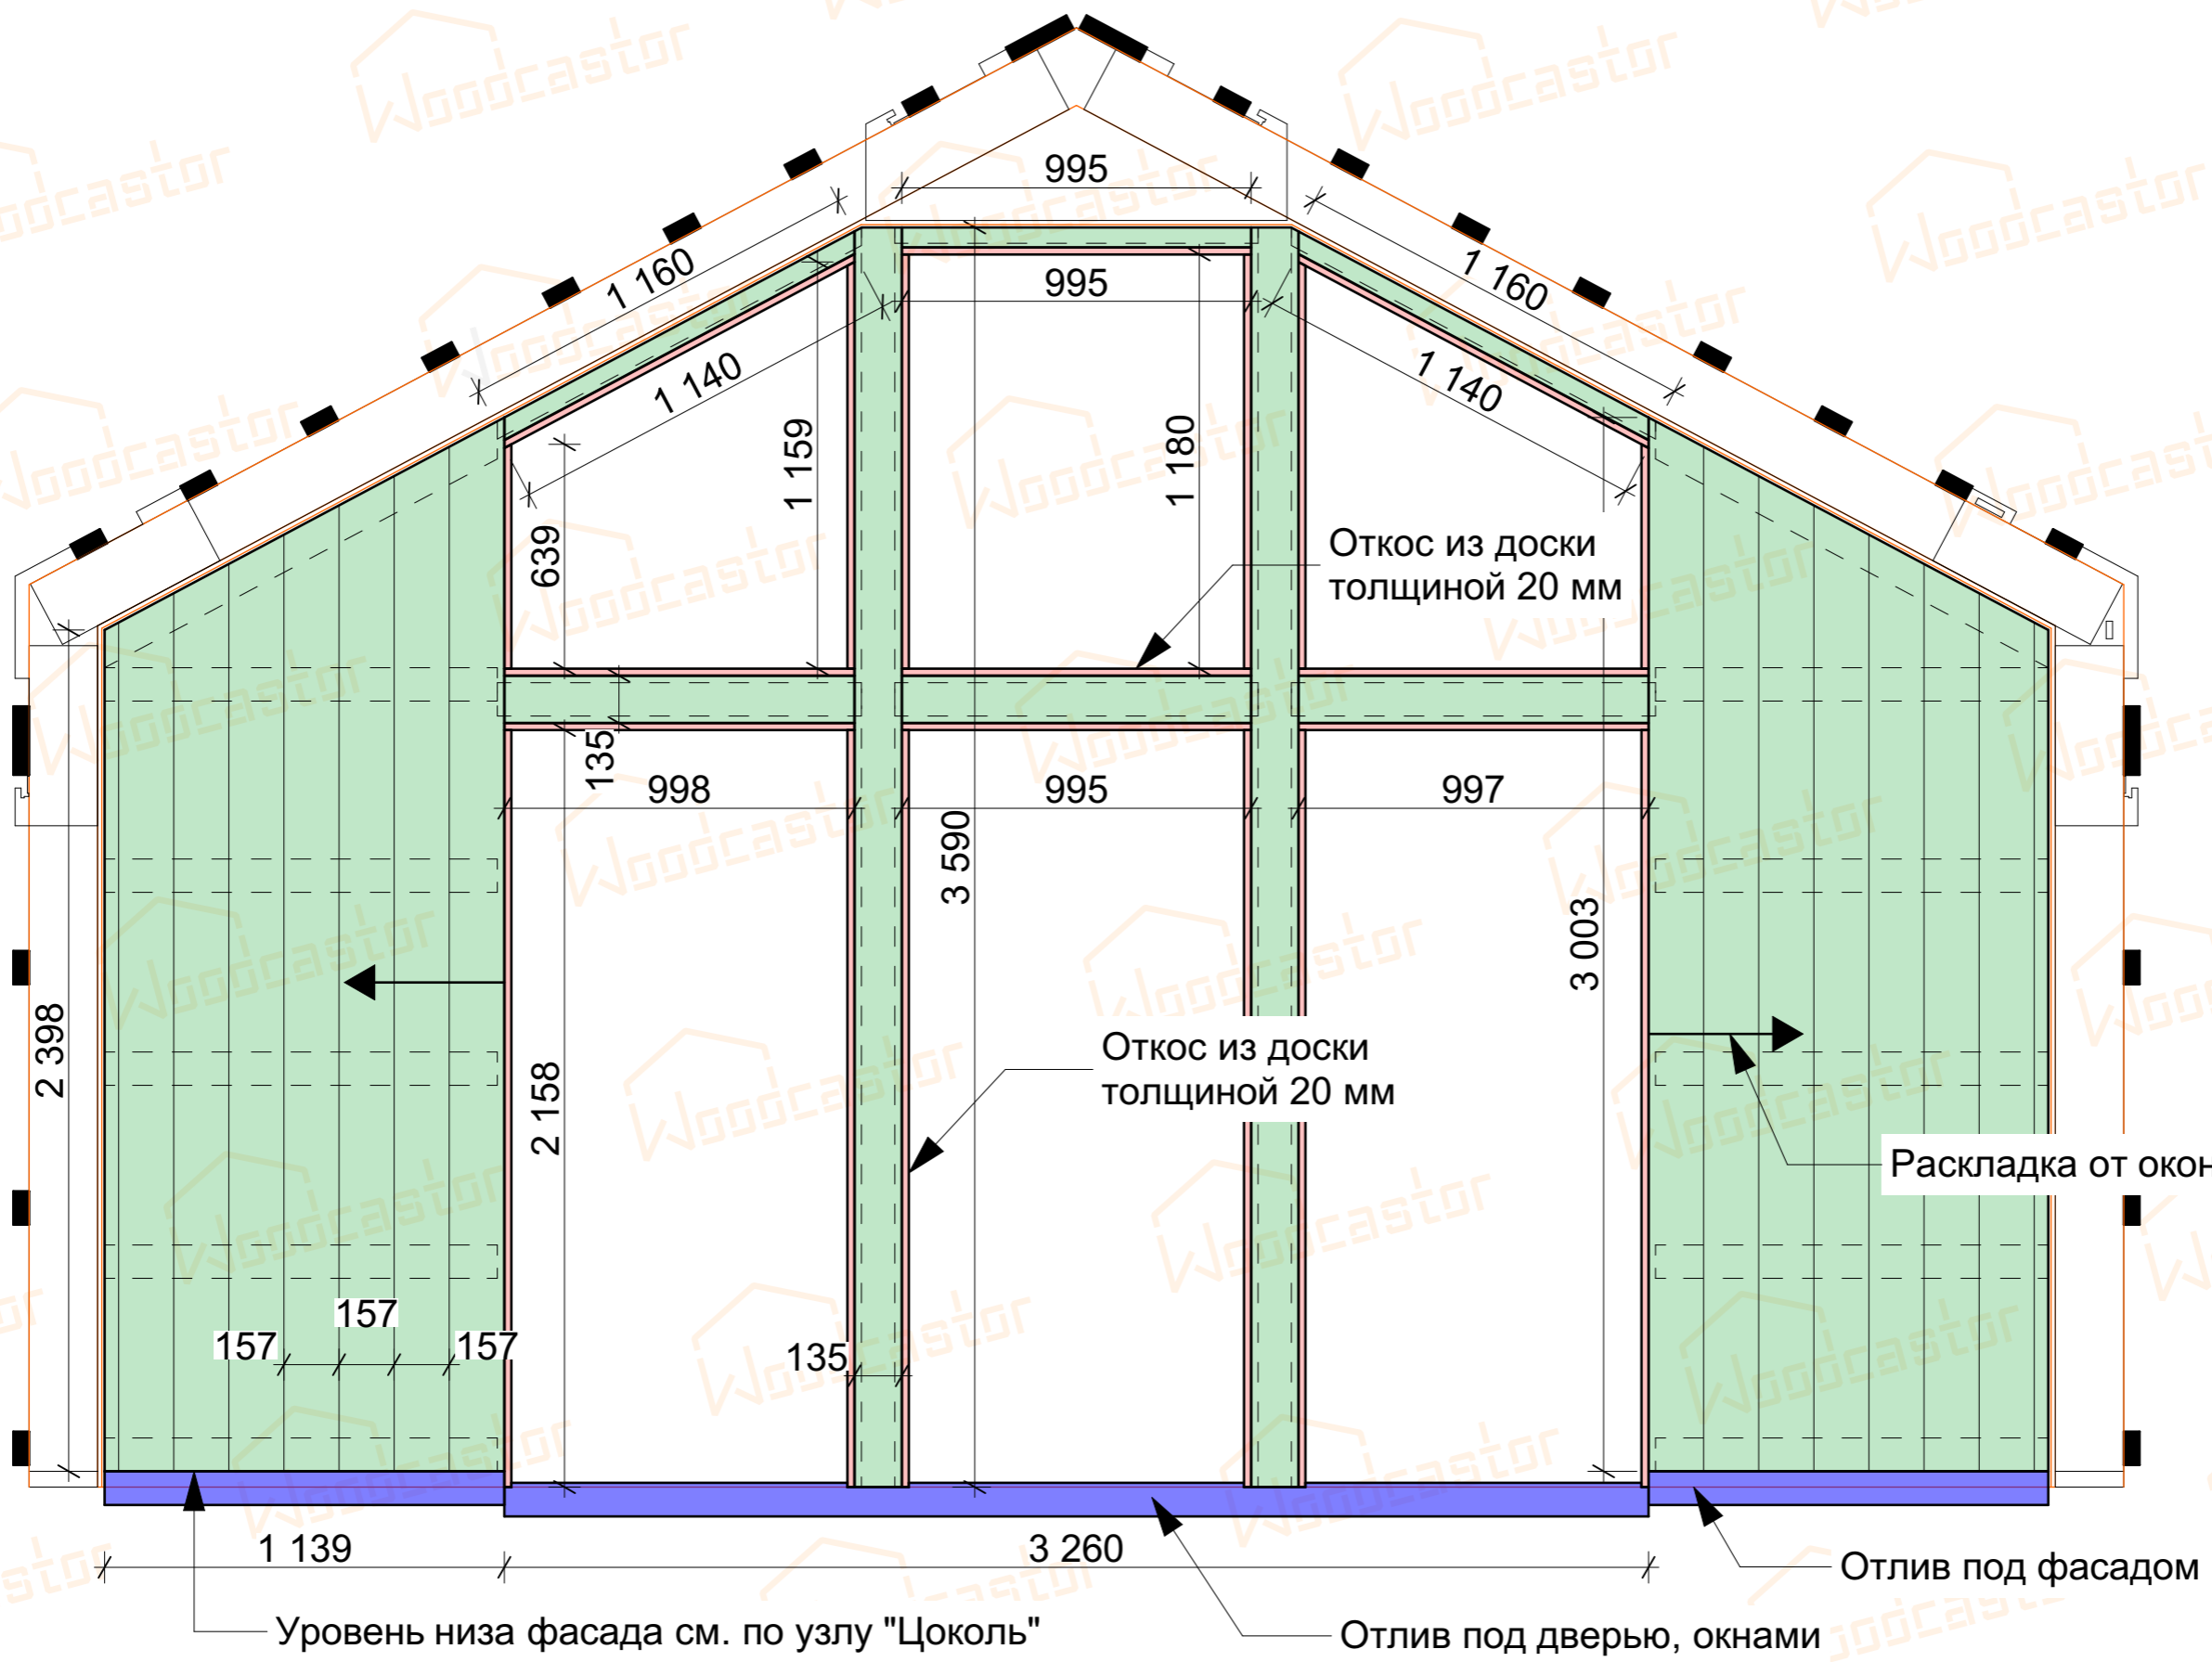 995
1 160
1 160
995
1 140
1 140
1 159
1 180
639
Откос из доски
толщиной 20 мм
135
998
995
997
3 590
3 003
2 398
2 158
Откос из доски
толщиной 20 мм
Раскладка от окон
157
157
157
135
1 139
3 260
Отлив под фасадом
Уровень низа фасада см. по узлу "Цоколь"
Отлив под дверью, окнами
Woodcastor